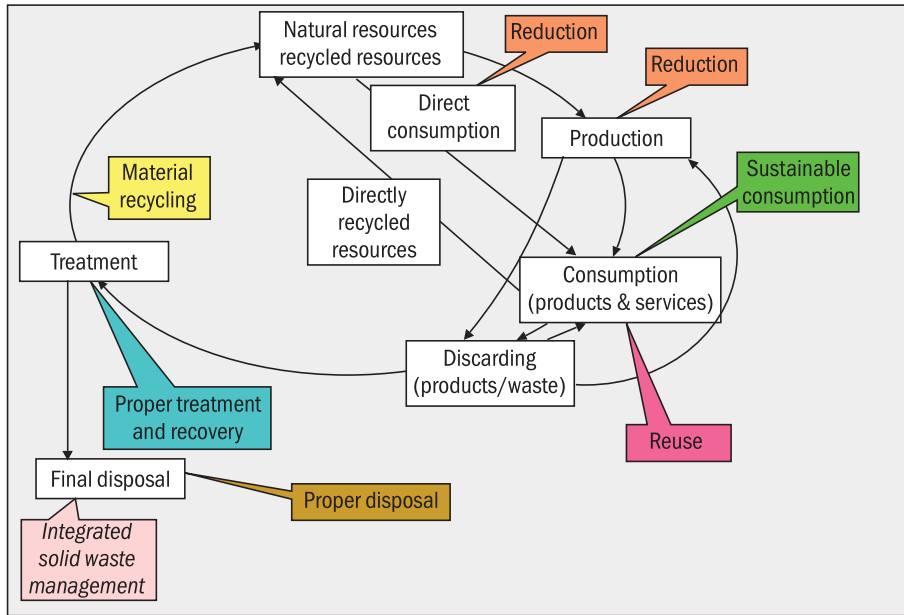 Natural resources
recycled resources
Reduction
Reduction
Direct
consumption
Production
Material
recycling
Directly
recycled
resources
Sustainable
consumption
Treatment
Consumption
(products & services)
Discarding
(products/waste)
Proper treatment
and recovery
Reuse
Final disposal
Proper disposal
Integrated
solid waste
management